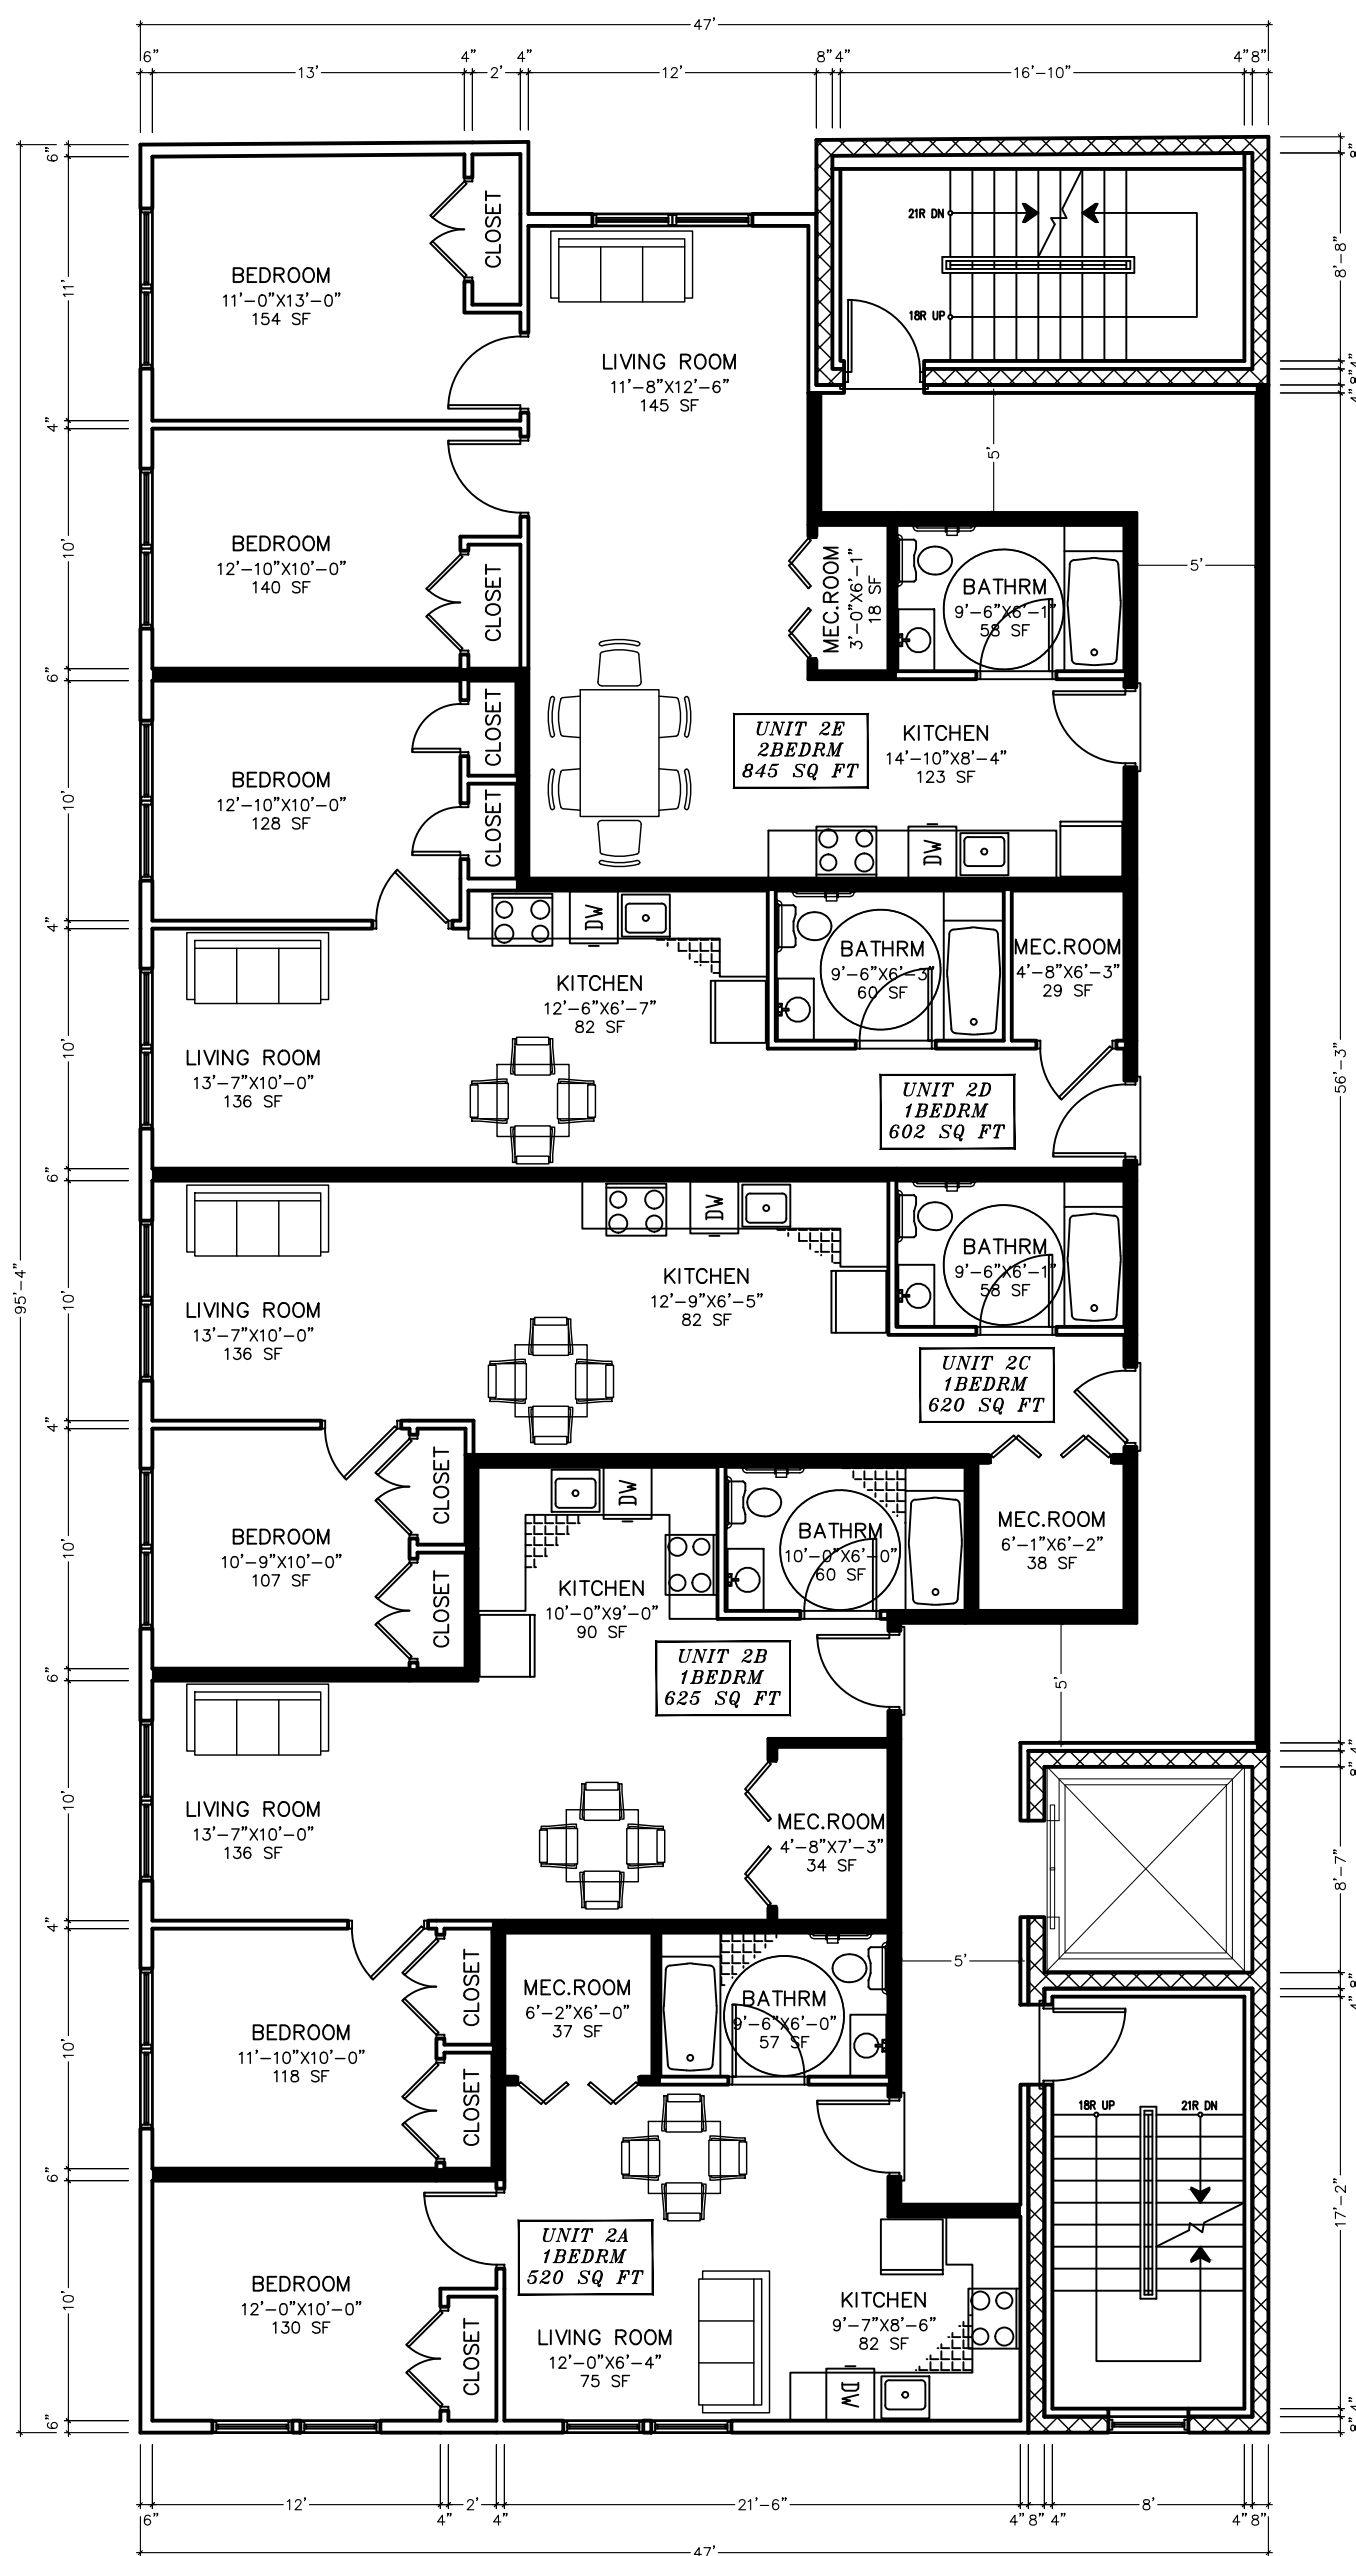 47'
6" 13' 4" 2' 4" 12' 8" 4" 16'-10" 4" 8"
6"
8"
CLOSET
21R DN
BEDROOM
11'-0"X13'-0"
154 SF
11'
8'-8"
18R UP
LIVING ROOM
11'-8"X12'-6"
145 SF
4"
8"
4"
4"
5'
BEDROOM
12'-10"X10'-0"
140 SF
10'
CLOSET
MEC.ROOM
3'-0"X6'-1"
18 SF
BATHRM
9'-6"X6'-1"
58 SF
5'
6"
CLOSET
UNIT 2E
2BEDRM
845 SQ FT
KITCHEN
14'-10"X8'-4"
123 SF
BEDROOM
12'-10"X10'-0"
128 SF
10'
CLOSET
DW
4"
DW
KITCHEN
12'-6"X6'-7"
82 SF
BATHRM
9'-6"X6'-3"
60 SF
MEC.ROOM
4'-8"X6'-3"
29 SF
10'
LIVING ROOM
13'-7"X10'-0"
136 SF
56'-3"
UNIT 2D
1BEDRM
602 SQ FT
6"
DW
95'-4"
10'
LIVING ROOM
13'-7"X10'-0"
136 SF
KITCHEN
12'-9"X6'-5"
82 SF
BATHRM
9'-6"X6'-1"
58 SF
UNIT 2C
1BEDRM
620 SQ FT
4"
CLOSET
DW
BEDROOM
10'-9"X10'-0"
107 SF
10'
CLOSET
KITCHEN
10'-0"X9'-0"
90 SF
BATHRM
10'-0"X6'-0"
60 SF
MEC.ROOM
6'-1"X6'-2"
38 SF
6"
UNIT 2B
1BEDRM
625 SQ FT
5'
4"
8"
10'
LIVING ROOM
13'-7"X10'-0"
136 SF
MEC.ROOM
4'-8"X7'-3"
34 SF
8'-7"
4"
CLOSET
5'
8"
4"
MEC.ROOM
6'-2"X6'-0"
37 SF
BATHRM
9'-6"X6'-0"
57 SF
BEDROOM
11'-10"X10'-0"
118 SF
10'
CLOSET
18R UP
21R DN
6"
17'-2"
UNIT 2A
1BEDRM
520 SQ FT
BEDROOM
12'-0"X10'-0"
130 SF
10'
CLOSET
LIVING ROOM
12'-0"X6'-4"
75 SF
KITCHEN
9'-7"X8'-6"
82 SF
DW
6"
4"
8"
6" 12' 4" 2' 4" 21'-6" 4" 8" 4" 8' 4" 8"
47'